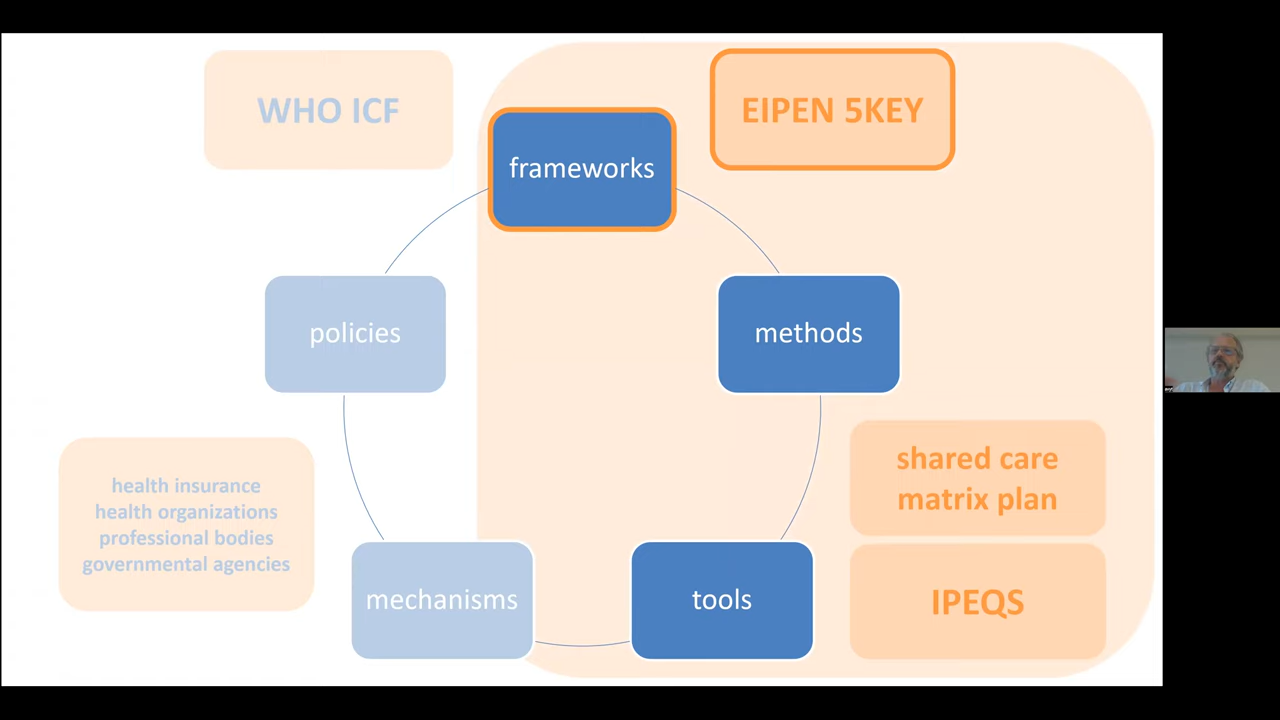 WHO ICF
EIPEN 5KEY
frameworks
policies
methods
health insurance
health organizations
professional bodies
governmental agencies
shared care
matrix plan
mechanisms
tools
IPEQS